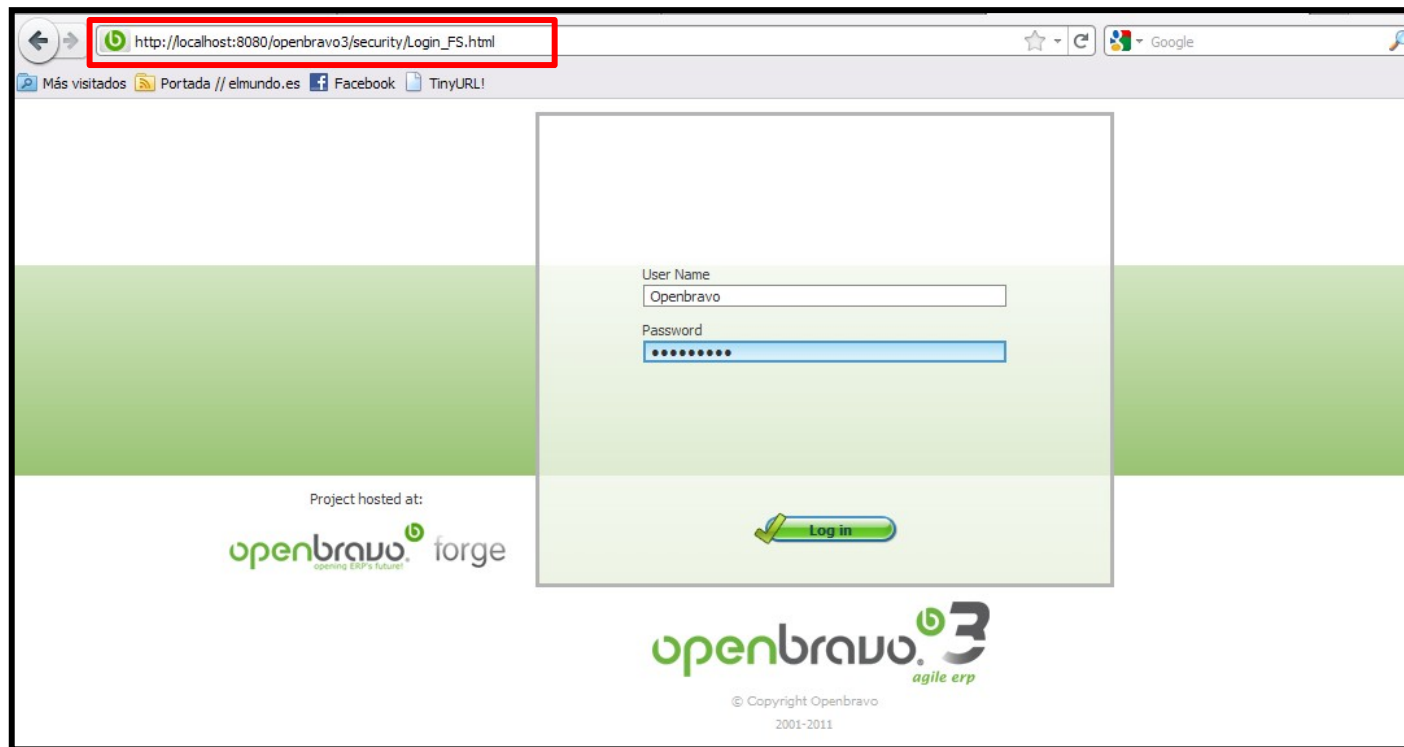 http://localhost:8080/openbravo3/security/Login_FS.html
Google
Más visitados Portada // elmundo.es Facebook TinyURL!
User Name
Openbravo
Password
•••••••••
Project hosted at:
openbravo. forge
opening ERP's future!
Log in
openbravo. 3
agile erp
© Copyright Openbravo
2001-2011